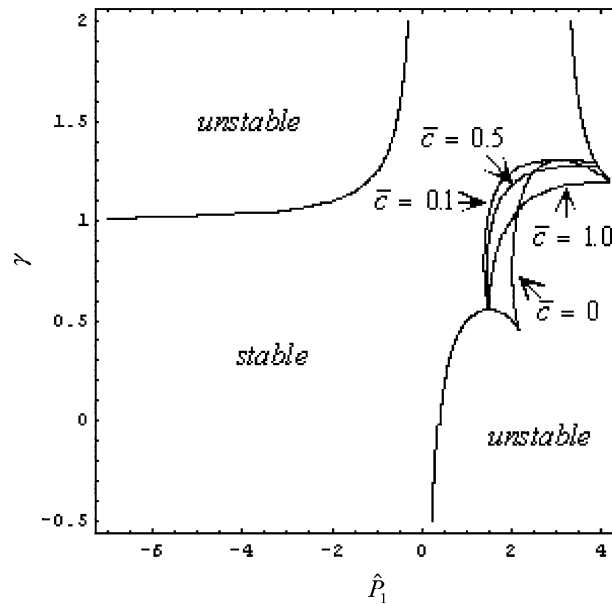 2
unstable
1.5
c̄ = 0.5
c̄ = 0.1
1
c̄ = 1.0
γ
0.5
c̄ = 0
stable
0
unstable
-0.5
-6 -4 -2 0 2 4
P̂₁